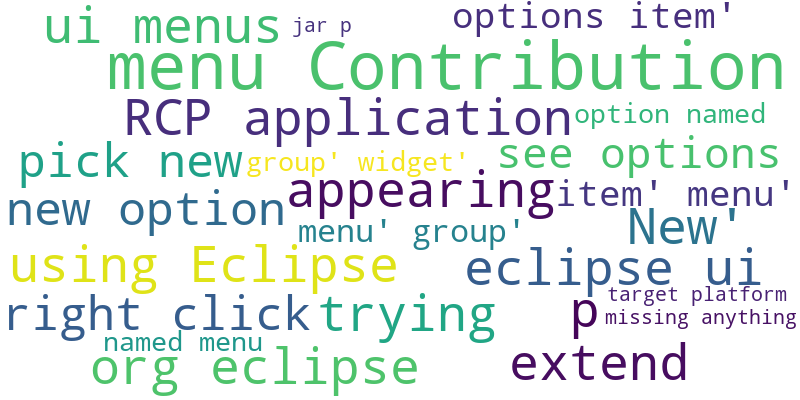 ui menus
jar p
options item'
menu Contribution
RCP application
option named
pick new
group' widget'
see options
new option
appearing
item' menu'
menu' group'
New'
using Eclipse
eclipse ui
right click
trying
p
target platform
missing anything
named menu
org eclipse
extend